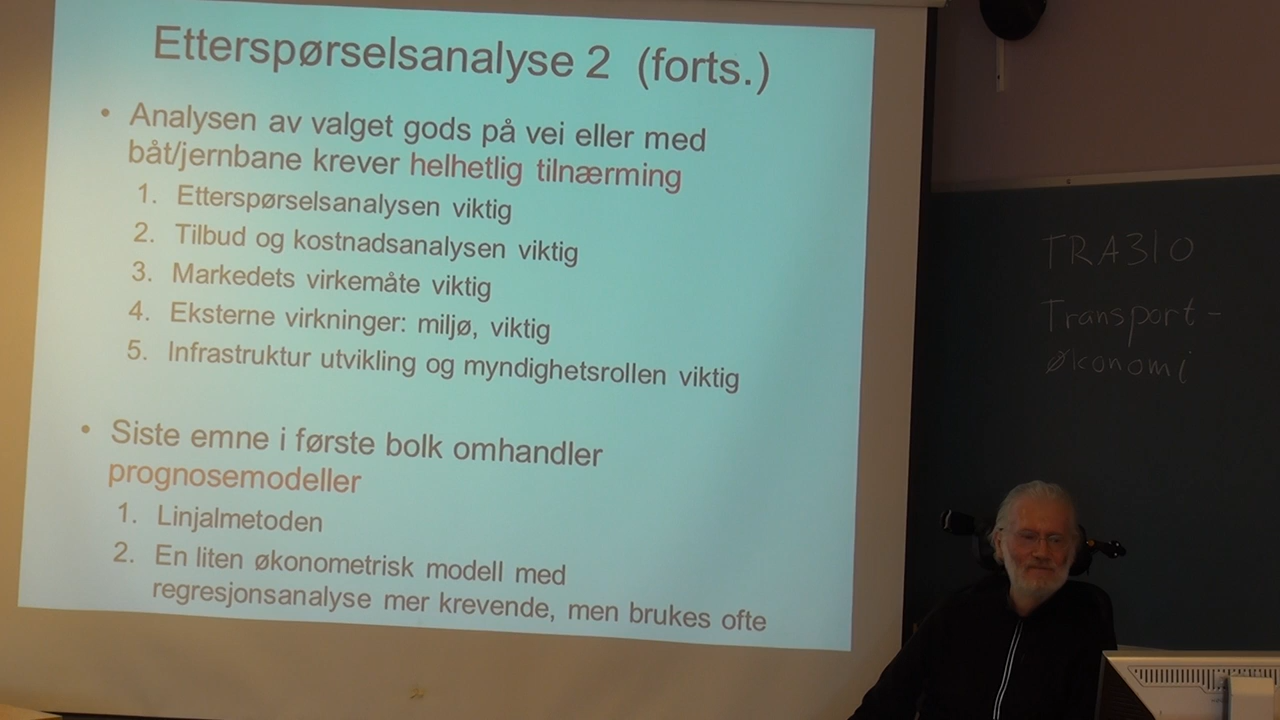 Etterspørselsanalyse 2 (forts.)
• Analysen av valget gods på vei eller med
båt/jernbane krever helhetlig tilnærming
1. Etterspørselsanalysen viktig
2. Tilbud og kostnadsanalysen viktig
3. Markedets virkemåte viktig
4. Eksterne virkninger: miljø, viktig
5. Infrastruktur utvikling og myndighetsrollen viktig
• Siste emne i første bolk omhandler
prognosemodeller
1. Linjalmetoden
2. En liten økonometrisk modell med
regresjonsanalyse mer krevende, men brukes ofte
TRA310
Transport-
økonomi